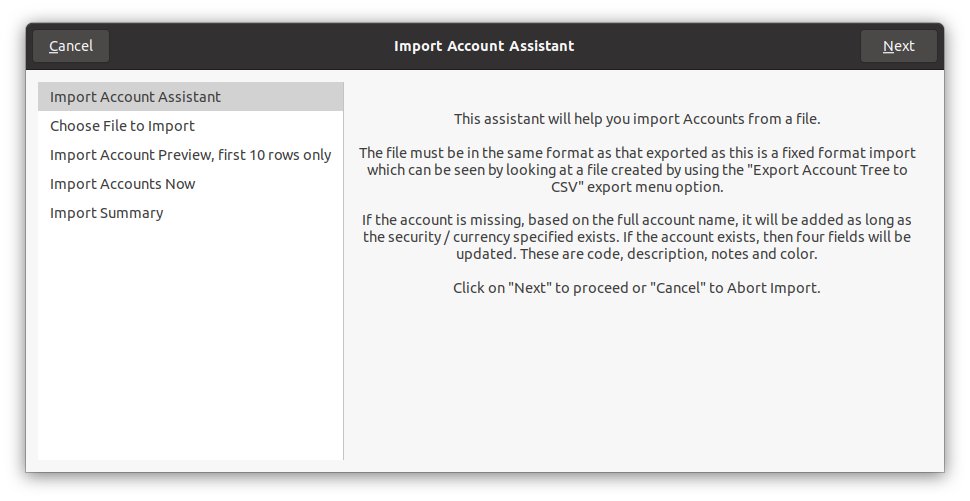 Cancel
Import Account Assistant
Next
Import Account Assistant
Choose File to Import
Import Account Preview, first 10 rows only
Import Accounts Now
Import Summary
This assistant will help you import Accounts from a file.
The file must be in the same format as that exported as this is a fixed format import
which can be seen by looking at a file created by using the "Export Account Tree to
CSV" export menu option.
If the account is missing, based on the full account name, it will be added as long as
the security / currency specified exists. If the account exists, then four fields will be
updated. These are code, description, notes and color.
Click on "Next" to proceed or "Cancel" to Abort Import.